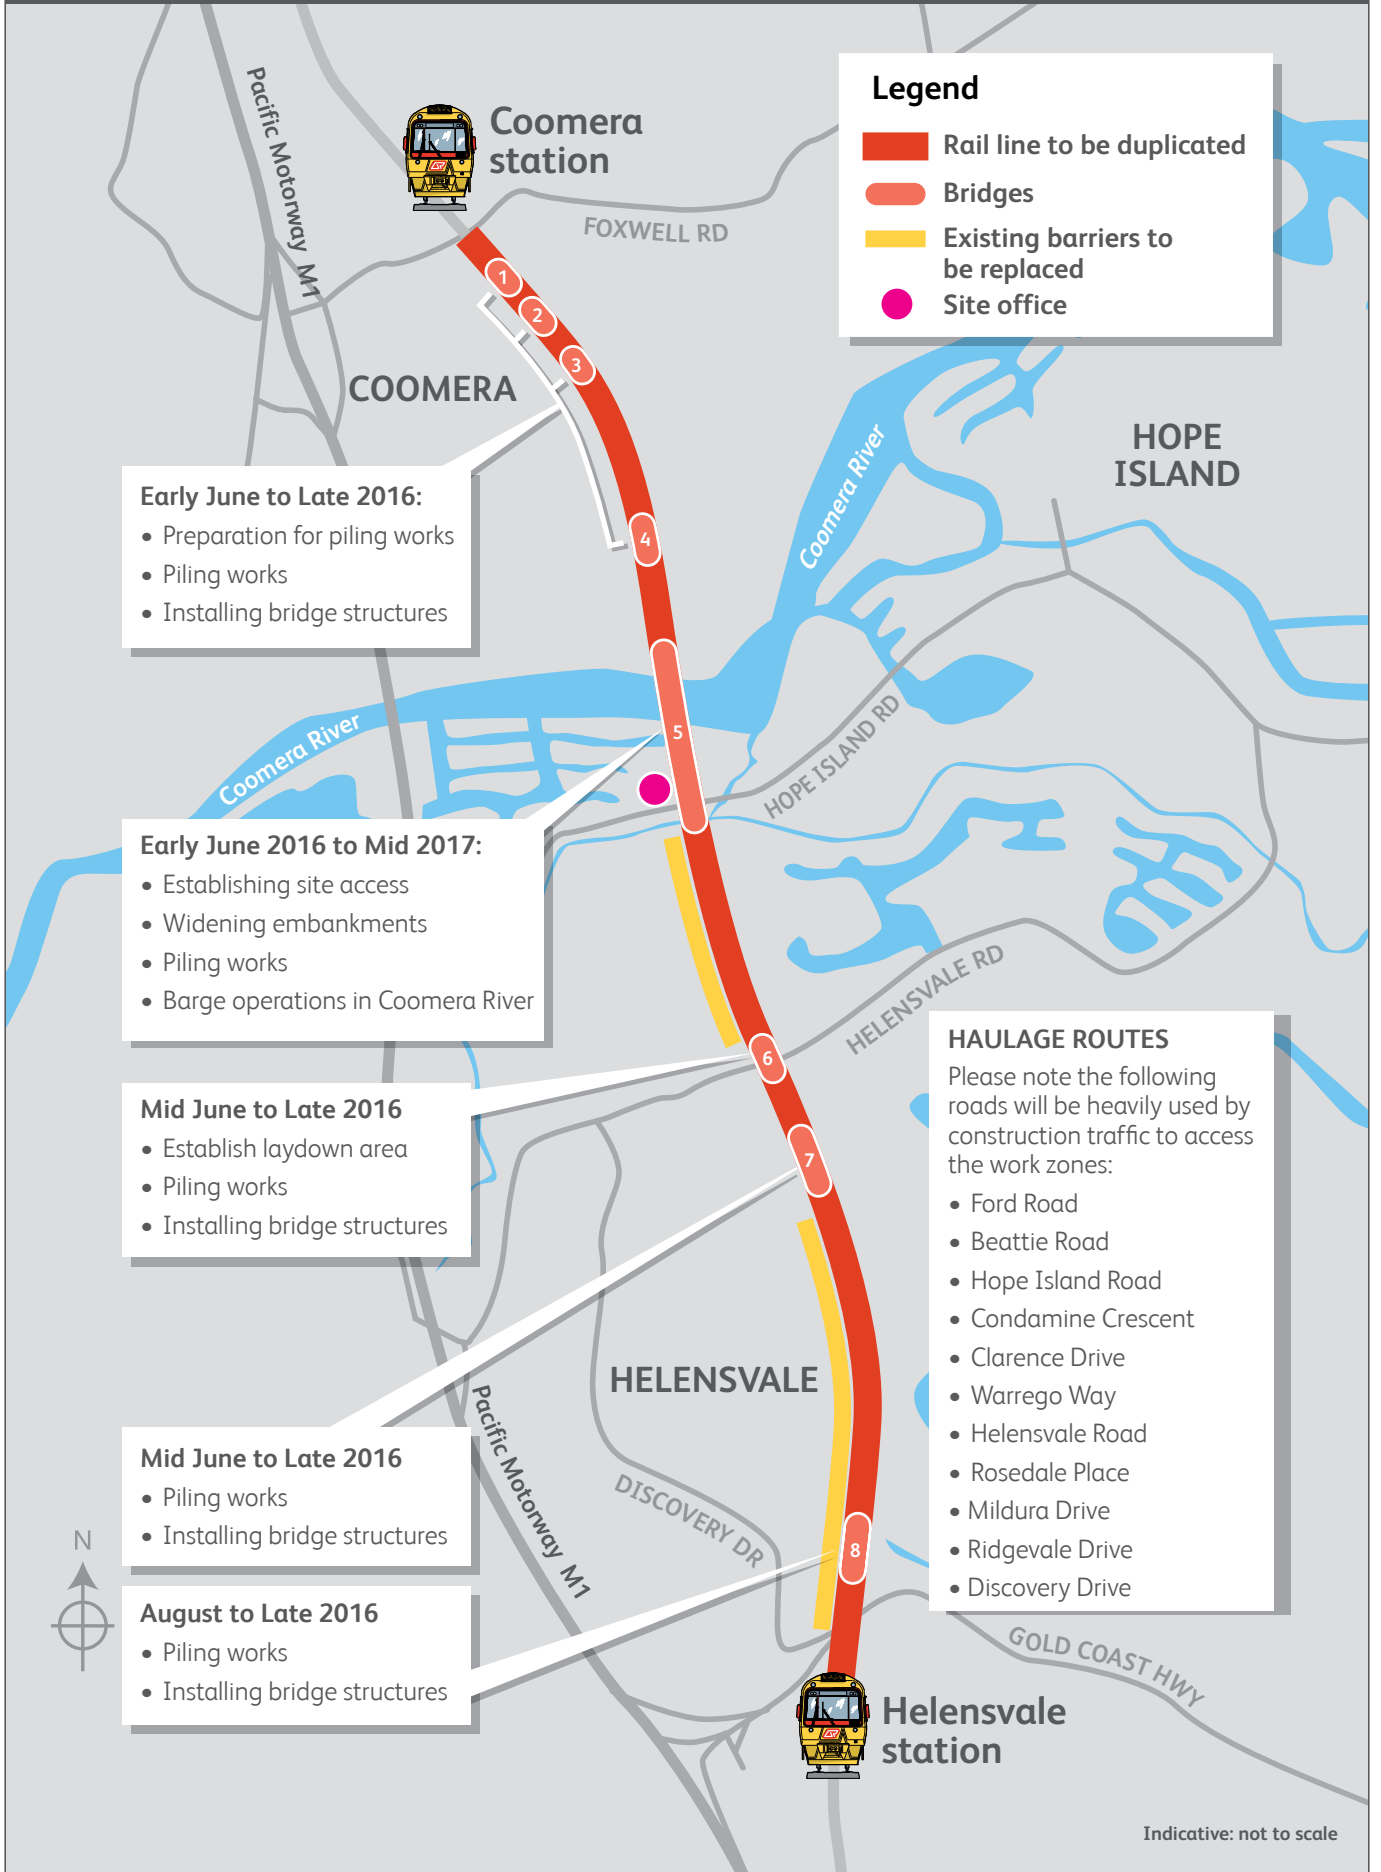 Pacific Motorway M1
Coomera
station
FOXWELL RD
Legend
Rail line to be duplicated
Bridges
Existing barriers to
be replaced
Site office
1
2
3
COOMERA
HOPE
ISLAND
Coomera River
Early June to Late 2016:
• Preparation for piling works
• Piling works
• Installing bridge structures
4
5
Coomera River
HOPE ISLAND RD
Early June 2016 to Mid 2017:
• Establishing site access
• Widening embankments
• Piling works
• Barge operations in Coomera River
HELENSVALE RD
6
Mid June to Late 2016
• Establish laydown area
• Piling works
• Installing bridge structures
7
HAULAGE ROUTES
Please note the following
roads will be heavily used by
construction traffic to access
the work zones:
• Ford Road
• Beattie Road
• Hope Island Road
• Condamine Crescent
• Clarence Drive
• Warrego Way
• Helensvale Road
• Rosedale Place
• Mildura Drive
• Ridgevale Drive
• Discovery Drive
HELENSVALE
Pacific Motorway M1
Mid June to Late 2016
• Piling works
• Installing bridge structures
DISCOVERY DR
8
N
August to Late 2016
• Piling works
• Installing bridge structures
GOLD COAST HWY
Helensvale
station
Indicative: not to scale